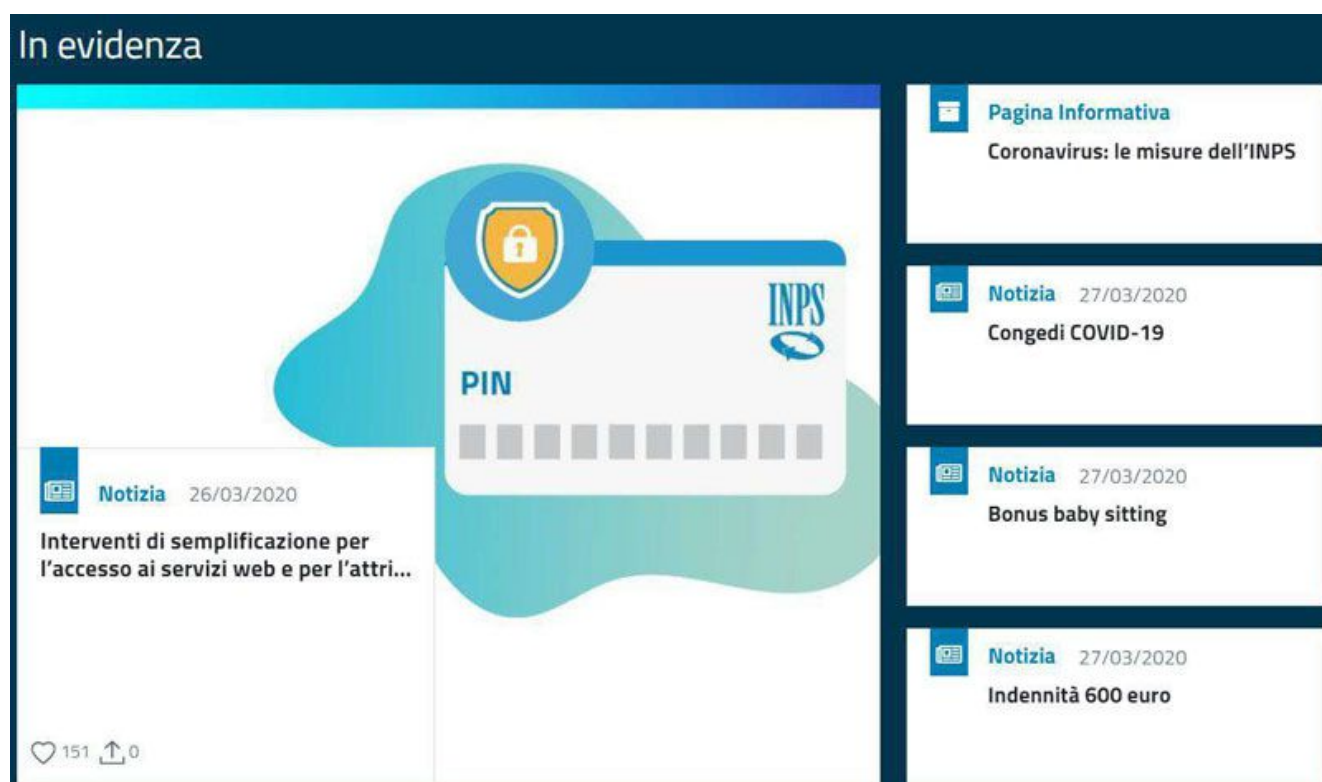 In evidenza
INPS
PIN
Notizia 26/03/2020
Interventi di semplificazione per
l'accesso ai servizi web e per l'attri...
151 0
Pagina Informativa
Coronavirus: le misure dell'INPS
Notizia 27/03/2020
Congedi COVID-19
Notizia 27/03/2020
Bonus baby sitting
Notizia 27/03/2020
Indennità 600 euro